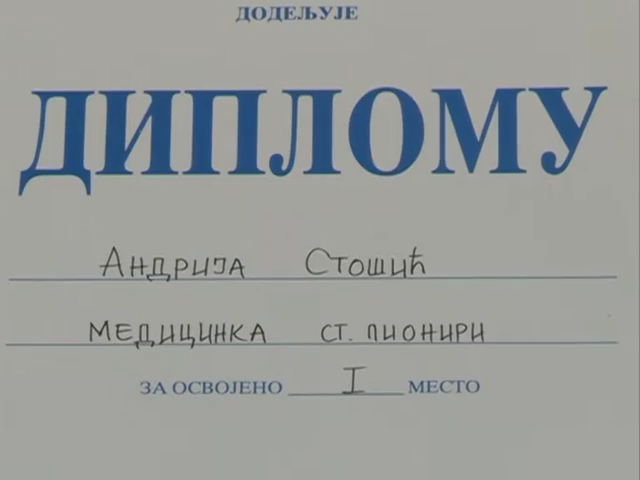 ДОДЕЉУЈЕ
ДИПЛОМУ
АНДРИЈА СТОШИЋ
МЕДИЦИНКА СТ. ПИОНИРИ
ЗА ОСВОЈЕНО I МЕСТО